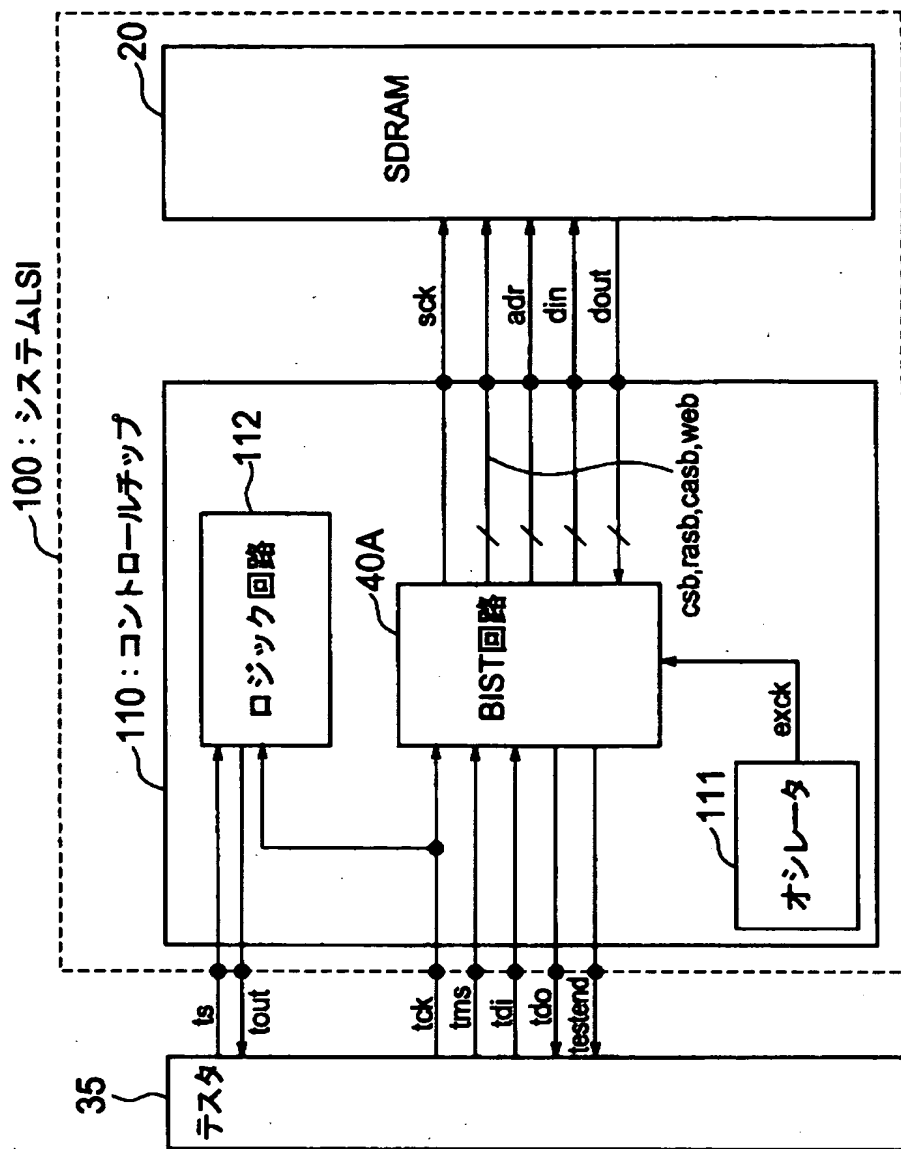 100：システムLSI
110：コントロールチップ
20
SDRAM
112
ロジック回路
40A
BIST回路
111
オシレータ
exck
35
テスタ
ts
tout
tck
tms
tdi
tdo
testend
sck
csb,rasb,casb,web
adr
din
dout